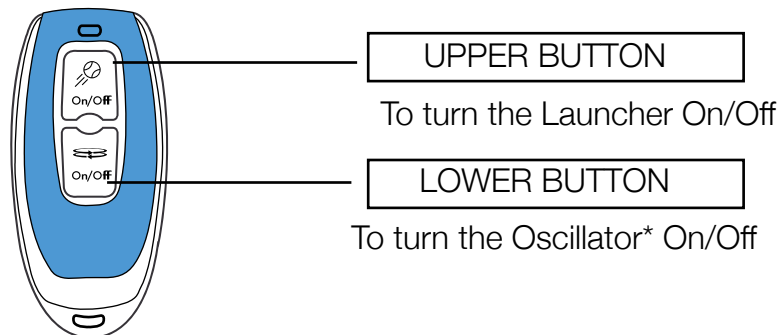 UPPER BUTTON
On/Off
To turn the Launcher On/Off
On/Off
LOWER BUTTON
To turn the Oscillator* On/Off